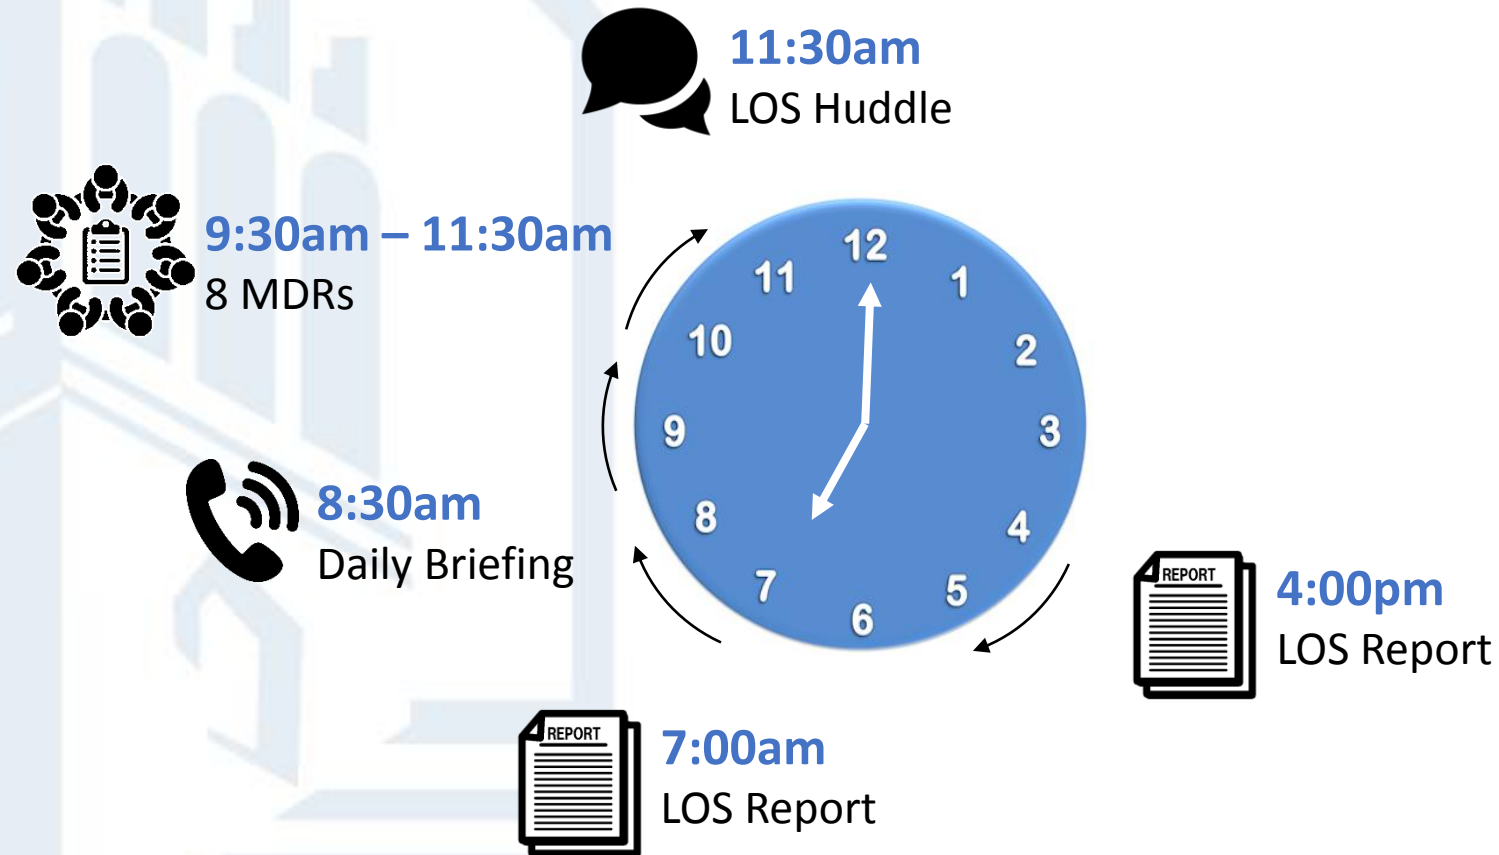 11:30am
LOS Huddle
9:30am – 11:30am
8 MDRs
8:30am
Daily Briefing
12
1
2
3
4
5
6
7
8
9
10
11
REPORT
4:00pm
LOS Report
REPORT
7:00am
LOS Report